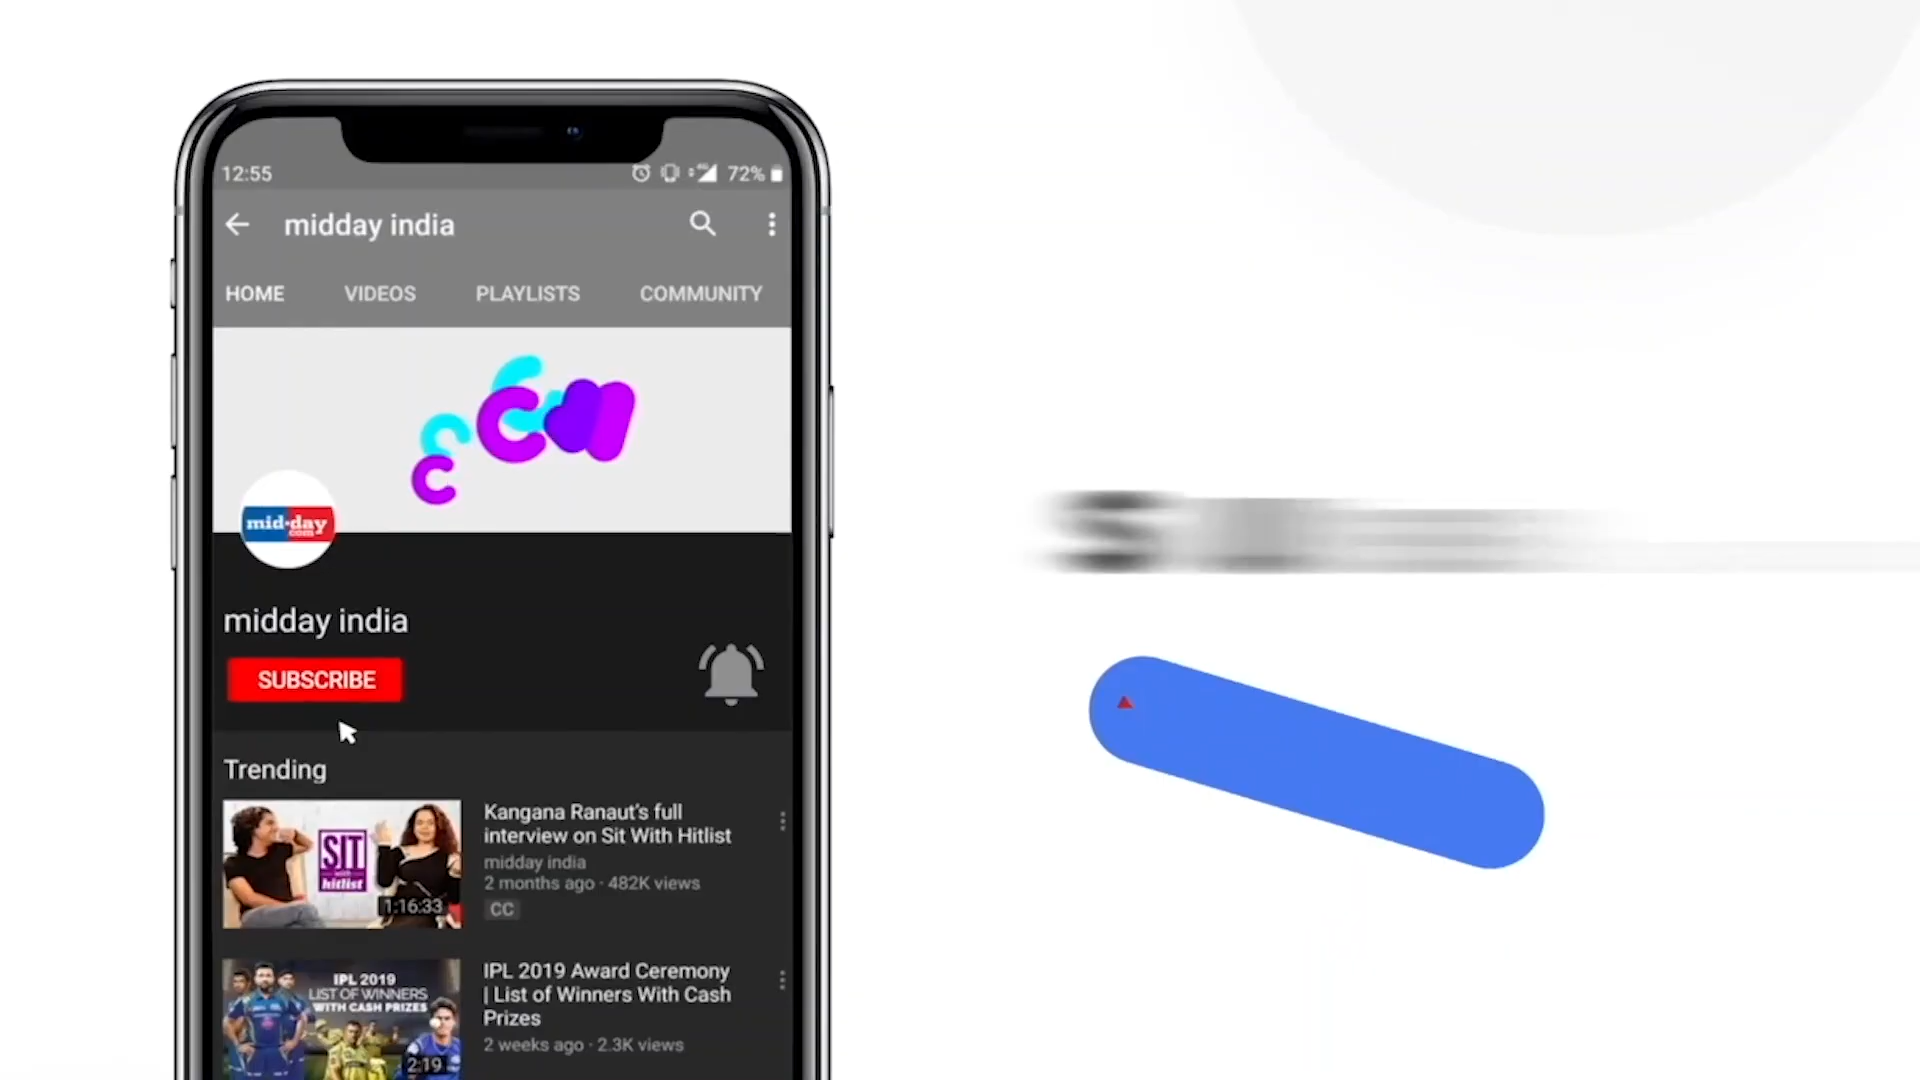 12:55
72%
midday india
HOME VIDEOS PLAYLISTS COMMUNITY
mid-day
com
midday india
SUBSCRIBE
Trending
SIT
with
hitlist
1:16:33
Kangana Ranaut's full
interview on Sit With Hitlist
midday india
2 months ago · 482K views
CC
IPL 2019
LIST OF WINNERS
WITH CASH PRIZES
2:19
IPL 2019 Award Ceremony
| List of Winners With Cash
Prizes
2 weeks ago · 2.3K views